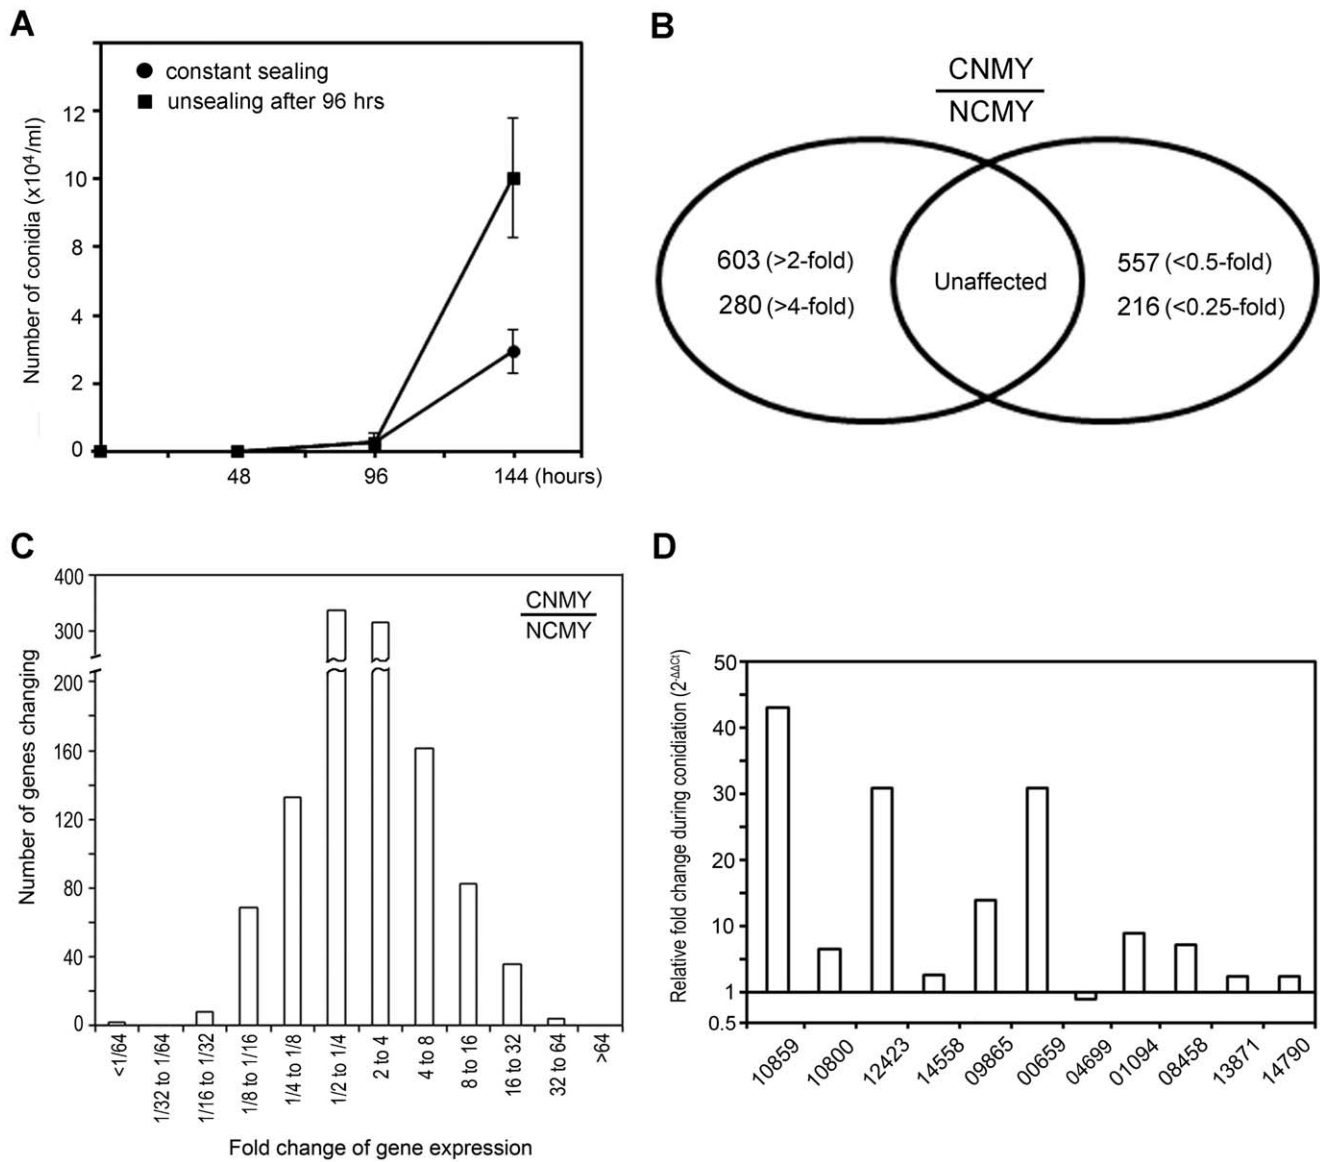 A
constant sealing
unsealing after 96 hrs
Number of conidia (x10⁴/ml)
12
10
8
4
2
0
48
96
144 (hours)
B
CNMY
NCMY
603 (>2-fold)
280 (>4-fold)
Unaffected
557 (<0.5-fold)
216 (<0.25-fold)
C
CNMY
NCMY
Number of genes changing
400
300
200
160
120
80
40
0
<1/64
1/32 to 1/64
1/16 to 1/32
1/8 to 1/16
1/4 to 1/8
1/2 to 1/4
2 to 4
4 to 8
8 to 16
16 to 32
32 to 64
>64
Fold change of gene expression
D
Relative fold change during conidiation (2-ΔΔCt)
50
40
30
20
10
1
0.5
10859
10800
12423
14558
09865
00659
04699
01094
08458
13871
14790